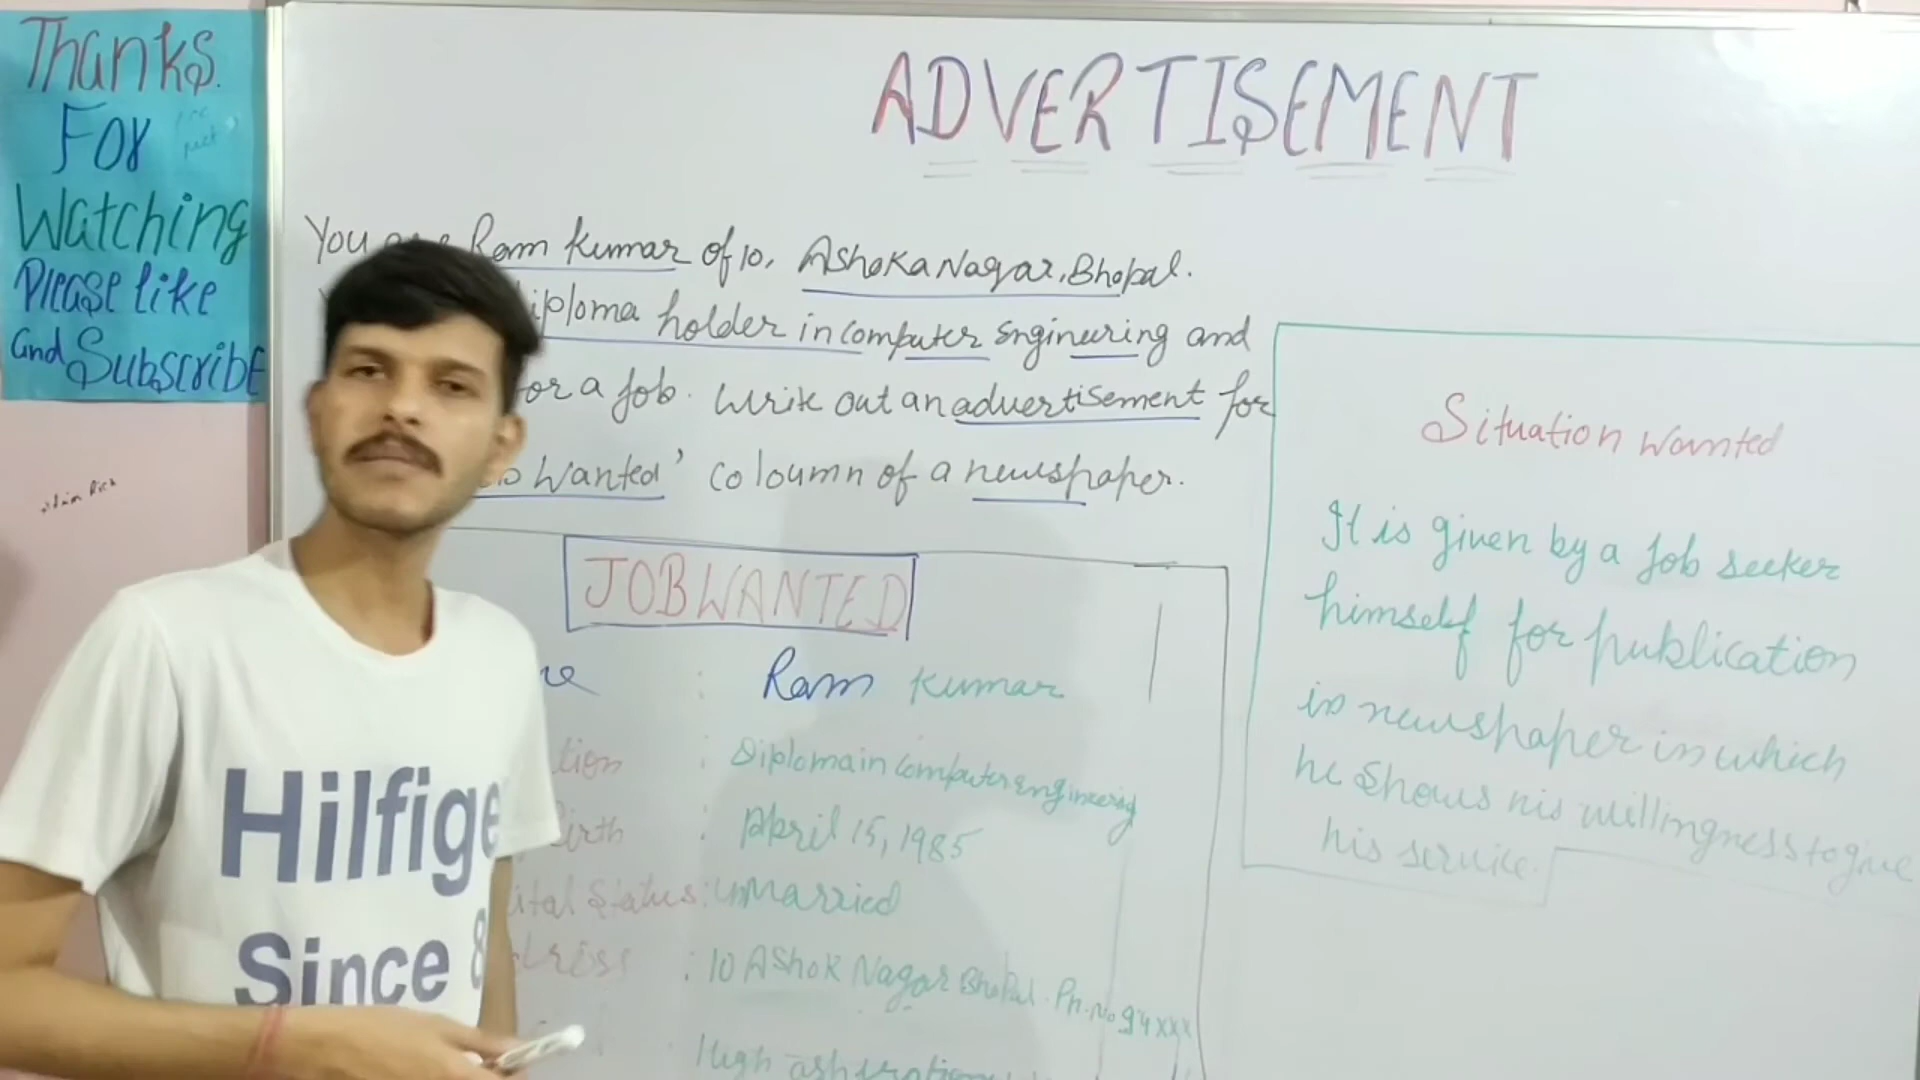 Thanks
For
Watching
Please like
and Subscribe
ADVERTISEMENT
You are Ram Kumar of 10, Ashoka Nagar, Bhopal.
diploma holder in computer Engineering and
for a job. Write out an advertisement for
Wanted' coloumn of a newspaper.
JOB WANTED
Ram Kumar
: Diploma in Computer Engineering
: April 15, 1985
Status: unmarried
: 10 Ashok Nagar Bhopal. Ph. No 94xxx
High
Situation Wanted
It is given by a job seeker
himself for publication
in newspaper in which
he shows his willingness to give
his service.
Hilfige
Since 8